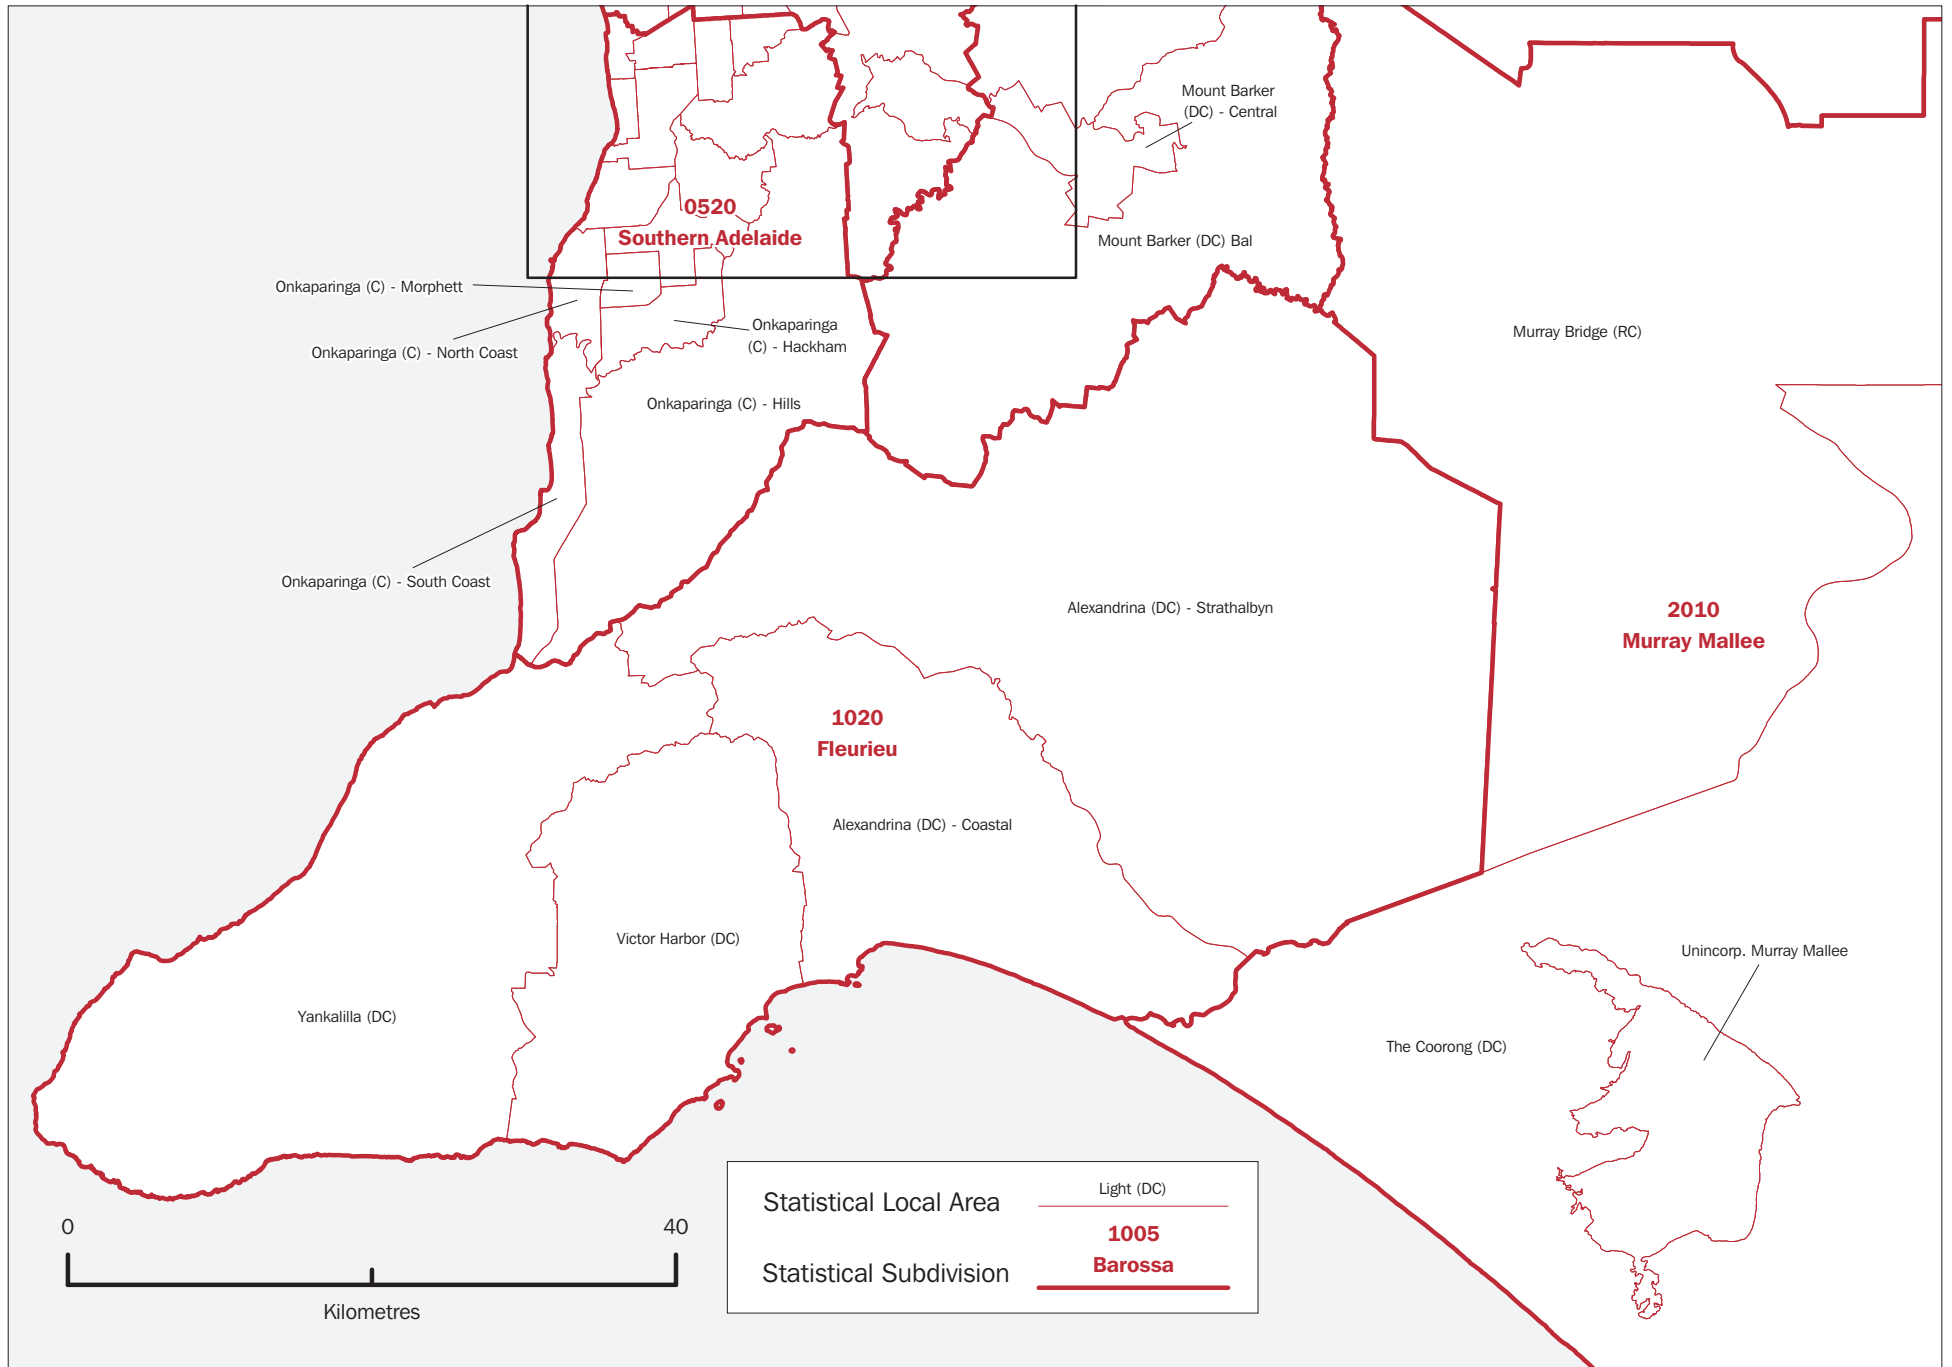 Mount Barker
(DC) - Central
0520
Southern Adelaide
Mount Barker (DC) Bal
Onkaparinga (C) - Morphett
Onkaparinga
(C) - Hackham
Murray Bridge (RC)
Onkaparinga (C) - North Coast
Onkaparinga (C) - Hills
Onkaparinga (C) - South Coast
Alexandrina (DC) - Strathalbyn
2010
Murray Mallee
1020
Fleurieu
Alexandrina (DC) - Coastal
Victor Harbor (DC)
Unincorp. Murray Mallee
Yankalilla (DC)
The Coorong (DC)
0 40
Kilometres
Statistical Local Area
Light (DC)
1005
Barossa
Statistical Subdivision